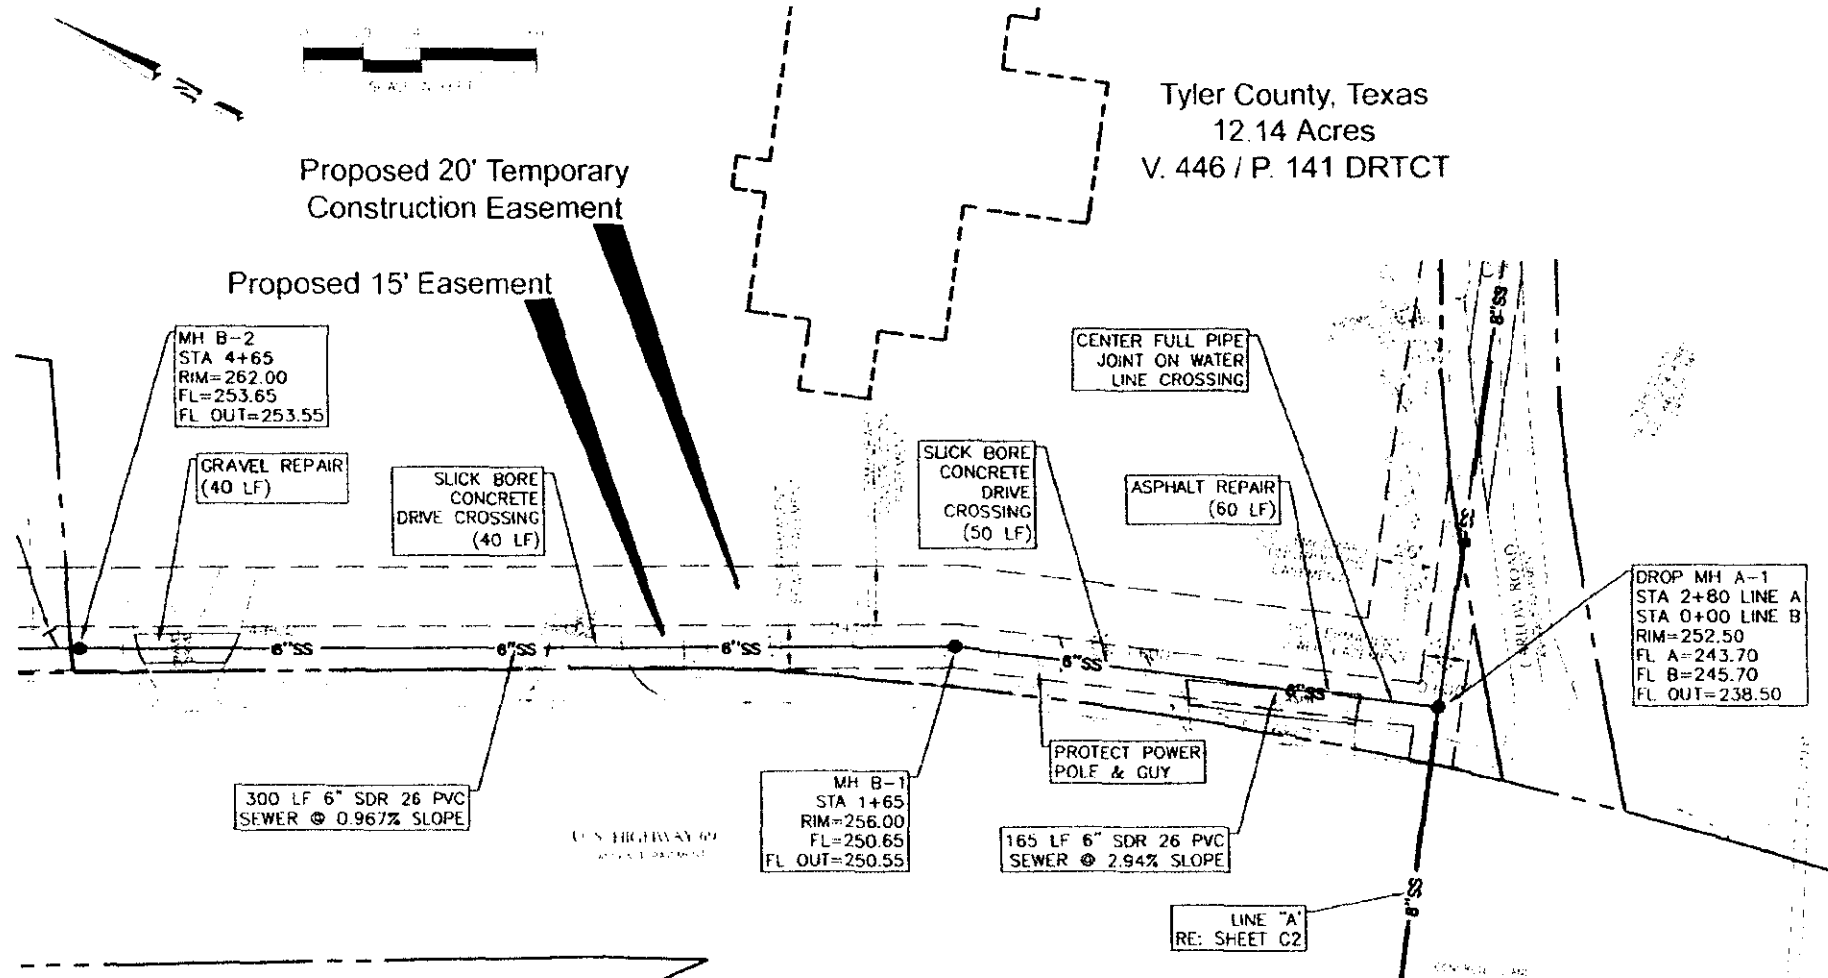 N
Tyler County, Texas
12.14 Acres
V. 446 / P. 141 DRTCT
Proposed 20' Temporary
Construction Easement
Proposed 15' Easement
MH B-2
STA 4+65
RIM=262.00
FL=253.65
FL OUT=253.55
GRAVEL REPAIR
(40 LF)
SLICK BORE
CONCRETE
DRIVE CROSSING
(40 LF)
SLICK BORE
CONCRETE
DRIVE
CROSSING
(50 LF)
CENTER FULL PIPE
JOINT ON WATER
LINE CROSSING
ASPHALT REPAIR
(60 LF)
8"SS
SS
DROP MH A-1
STA 2+80 LINE A
STA 0+00 LINE B
RIM=252.50
FL A=243.70
FL B=245.70
FL OUT=238.50
6"SS
6"SS
6"SS
6"SS
6"SS
PROTECT POWER
POLE & GUY
300 LF 6" SDR 26 PVC
SEWER @ 0.967% SLOPE
U.S. HIGHWAY 69
MH B-1
STA 1+65
RIM=256.00
FL=250.65
FL OUT=250.55
165 LF 6" SDR 26 PVC
SEWER @ 2.94% SLOPE
8"SS
LINE "A"
RE: SHEET C2